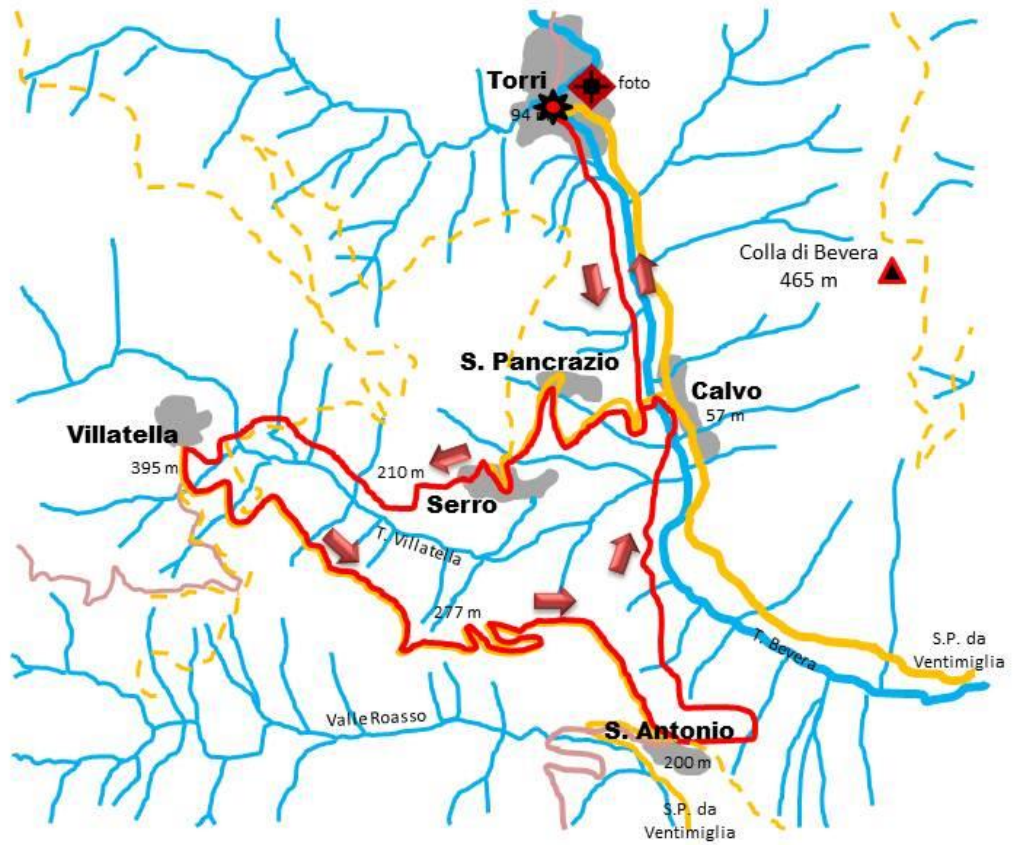 Torri
foto
94
Colla di Bevera
465 m
S. Pancrazio
Calvo
57 m
Villatella
395 m
210 m
Serro
T. Villatella
277 m
T. Bevera
S.P. da
Ventimiglia
Valle Roasso
S. Antonio
200 m
S.P. da
Ventimiglia